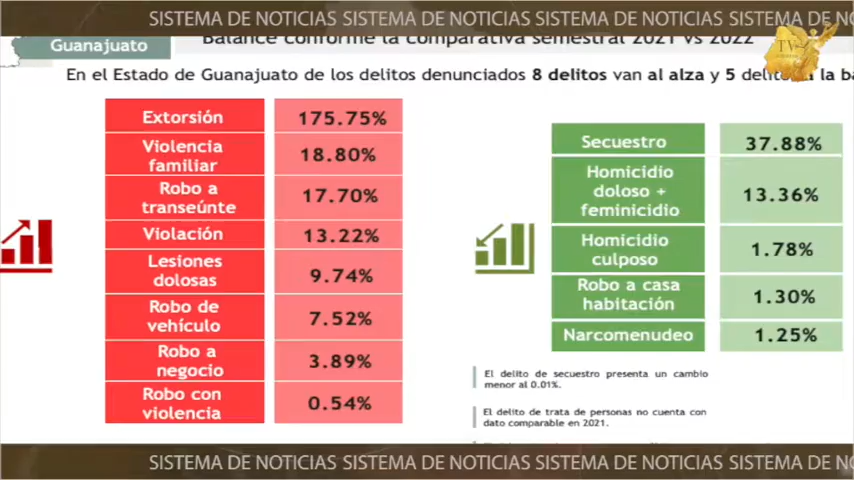 SISTEMA DE NOTICIAS SISTEMA DE NOTICIAS SISTEMA DE NOTICIAS SISTEMA DE NO
Guanajuato
Balance conforme la comparativa semestral 2021 vs 2022
TV
En el Estado de Guanajuato de los delitos denunciados 8 delitos van al alza y 5 delito a la ba
Extorsión 175.75%
Violencia
familiar 18.80%
Robo a
transeúnte 17.70%
Violación 13.22%
Lesiones
dolosas 9.74%
Robo de
vehículo 7.52%
Robo a
negocio 3.89%
Robo con
violencia 0.54%
Secuestro 37.88%
Homicidio
doloso +
feminicidio 13.36%
Homicidio
culposo 1.78%
Robo a casa
habitación 1.30%
Narcomenudeo 1.25%
El delito de secuestro presenta un cambio
menor al 0.01%.
El delito de trata de personas no cuenta con
dato comparable en 2021.
SISTEMA DE NOTICIAS SISTEMA DE NOTICIAS SISTEMA DE NOTICIAS SISTEMA DE NO